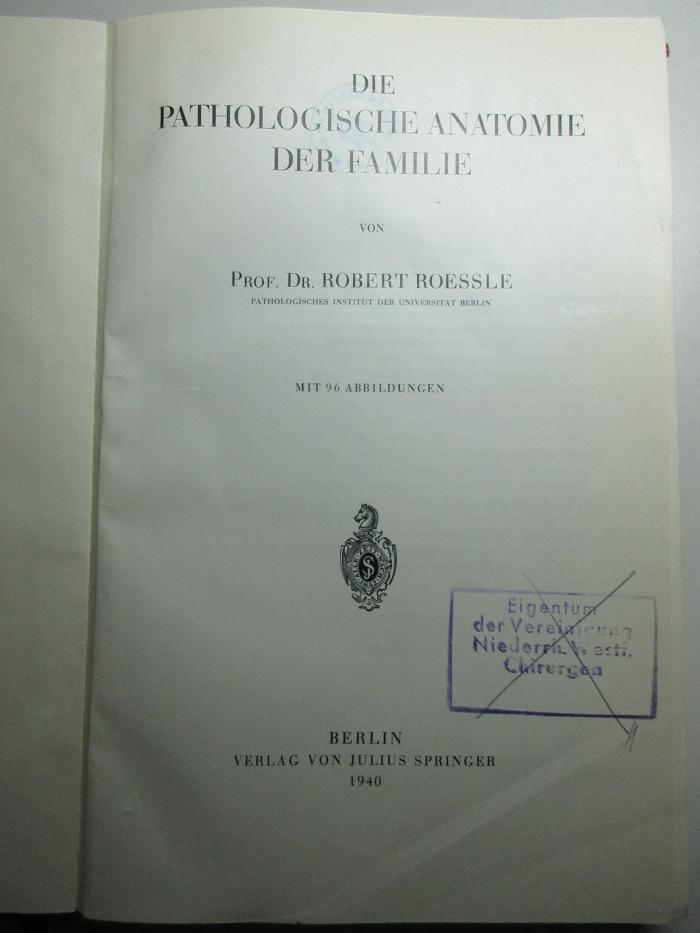 DIE
PATHOLOGISCHE ANATOMIE
DER FAMILIE
VON
PROF. DR. ROBERT ROESSLE
PATHOLOGISCHES INSTITUT DER UNIVERSITÄT BERLIN
MIT 96 ABBILDUNGEN
Eigentum
der Vereinigung
Niederrh. Westf.
Chirurgen
BERLIN
VERLAG VON JULIUS SPRINGER
1940